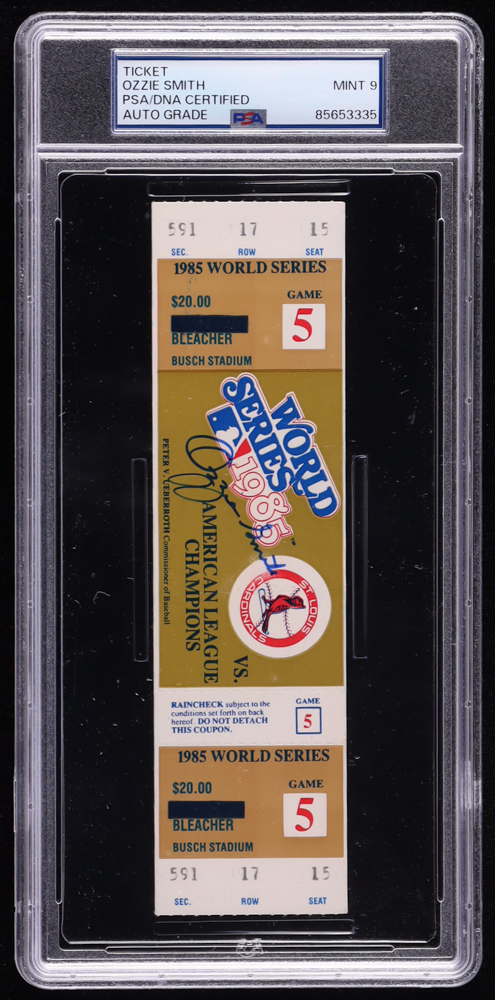 TICKET
OZZIE SMITH MINT 9
PSA/DNA CERTIFIED
AUTO GRADE PSA 85653335
591 17 15
SEC. ROW SEAT
1985 WORLD SERIES
$20.00 GAME
5
BLEACHER
BUSCH STADIUM
WORLD
SERIES
1985
Ozzie Smith
ST LOUIS
CARDINALS
VS.
AMERICAN LEAGUE
CHAMPIONS
PETER V. UEBERROTH Commissioner of Baseball
RAINCHECK subject to the GAME
conditions set forth on back
hereof. DO NOT DETACH 5
THIS COUPON.
1985 WORLD SERIES
$20.00 GAME
5
BLEACHER
BUSCH STADIUM
591 17 15
SEC. ROW SEAT